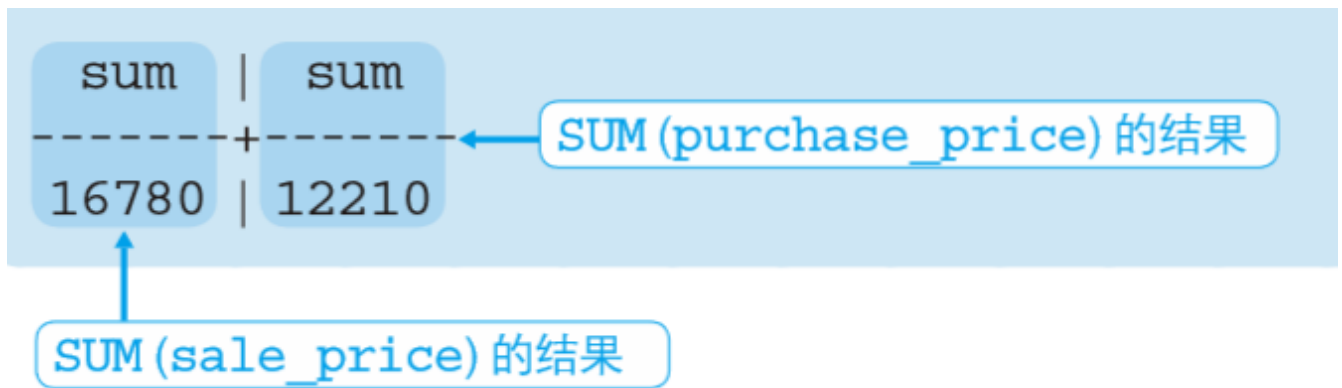 sum | sum
-------+-------
16780 | 12210
SUM(purchase_price)的结果
SUM(sale_price)的结果